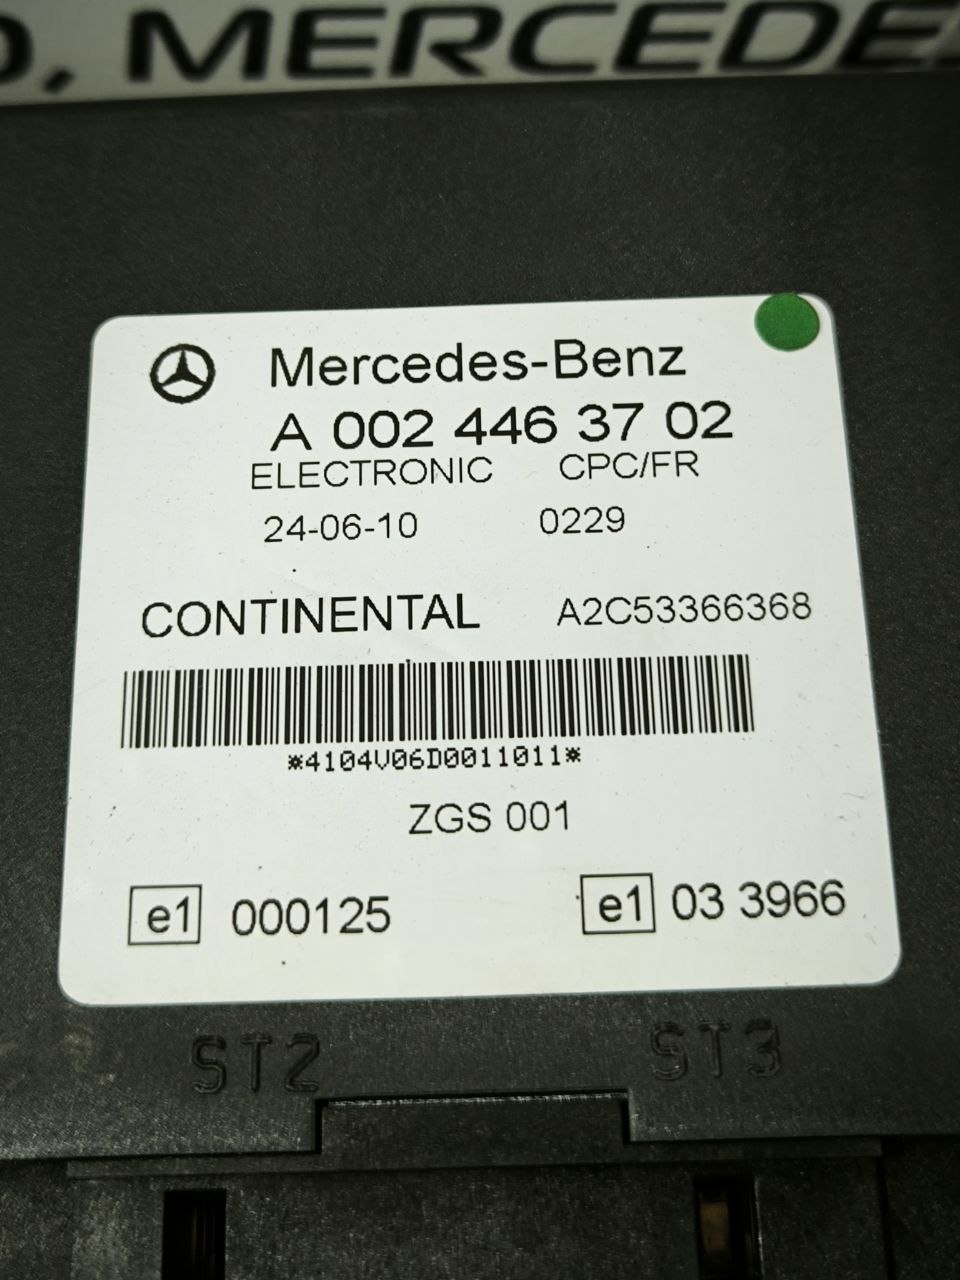 , MERCEDE
Mercedes-Benz
A 002 446 37 02
ELECTRONIC CPC/FR
24-06-10 0229
CONTINENTAL A2C53366368
*4104V06D0011011*
ZGS 001
e1 000125 e1 03 3966
ST2 ST3